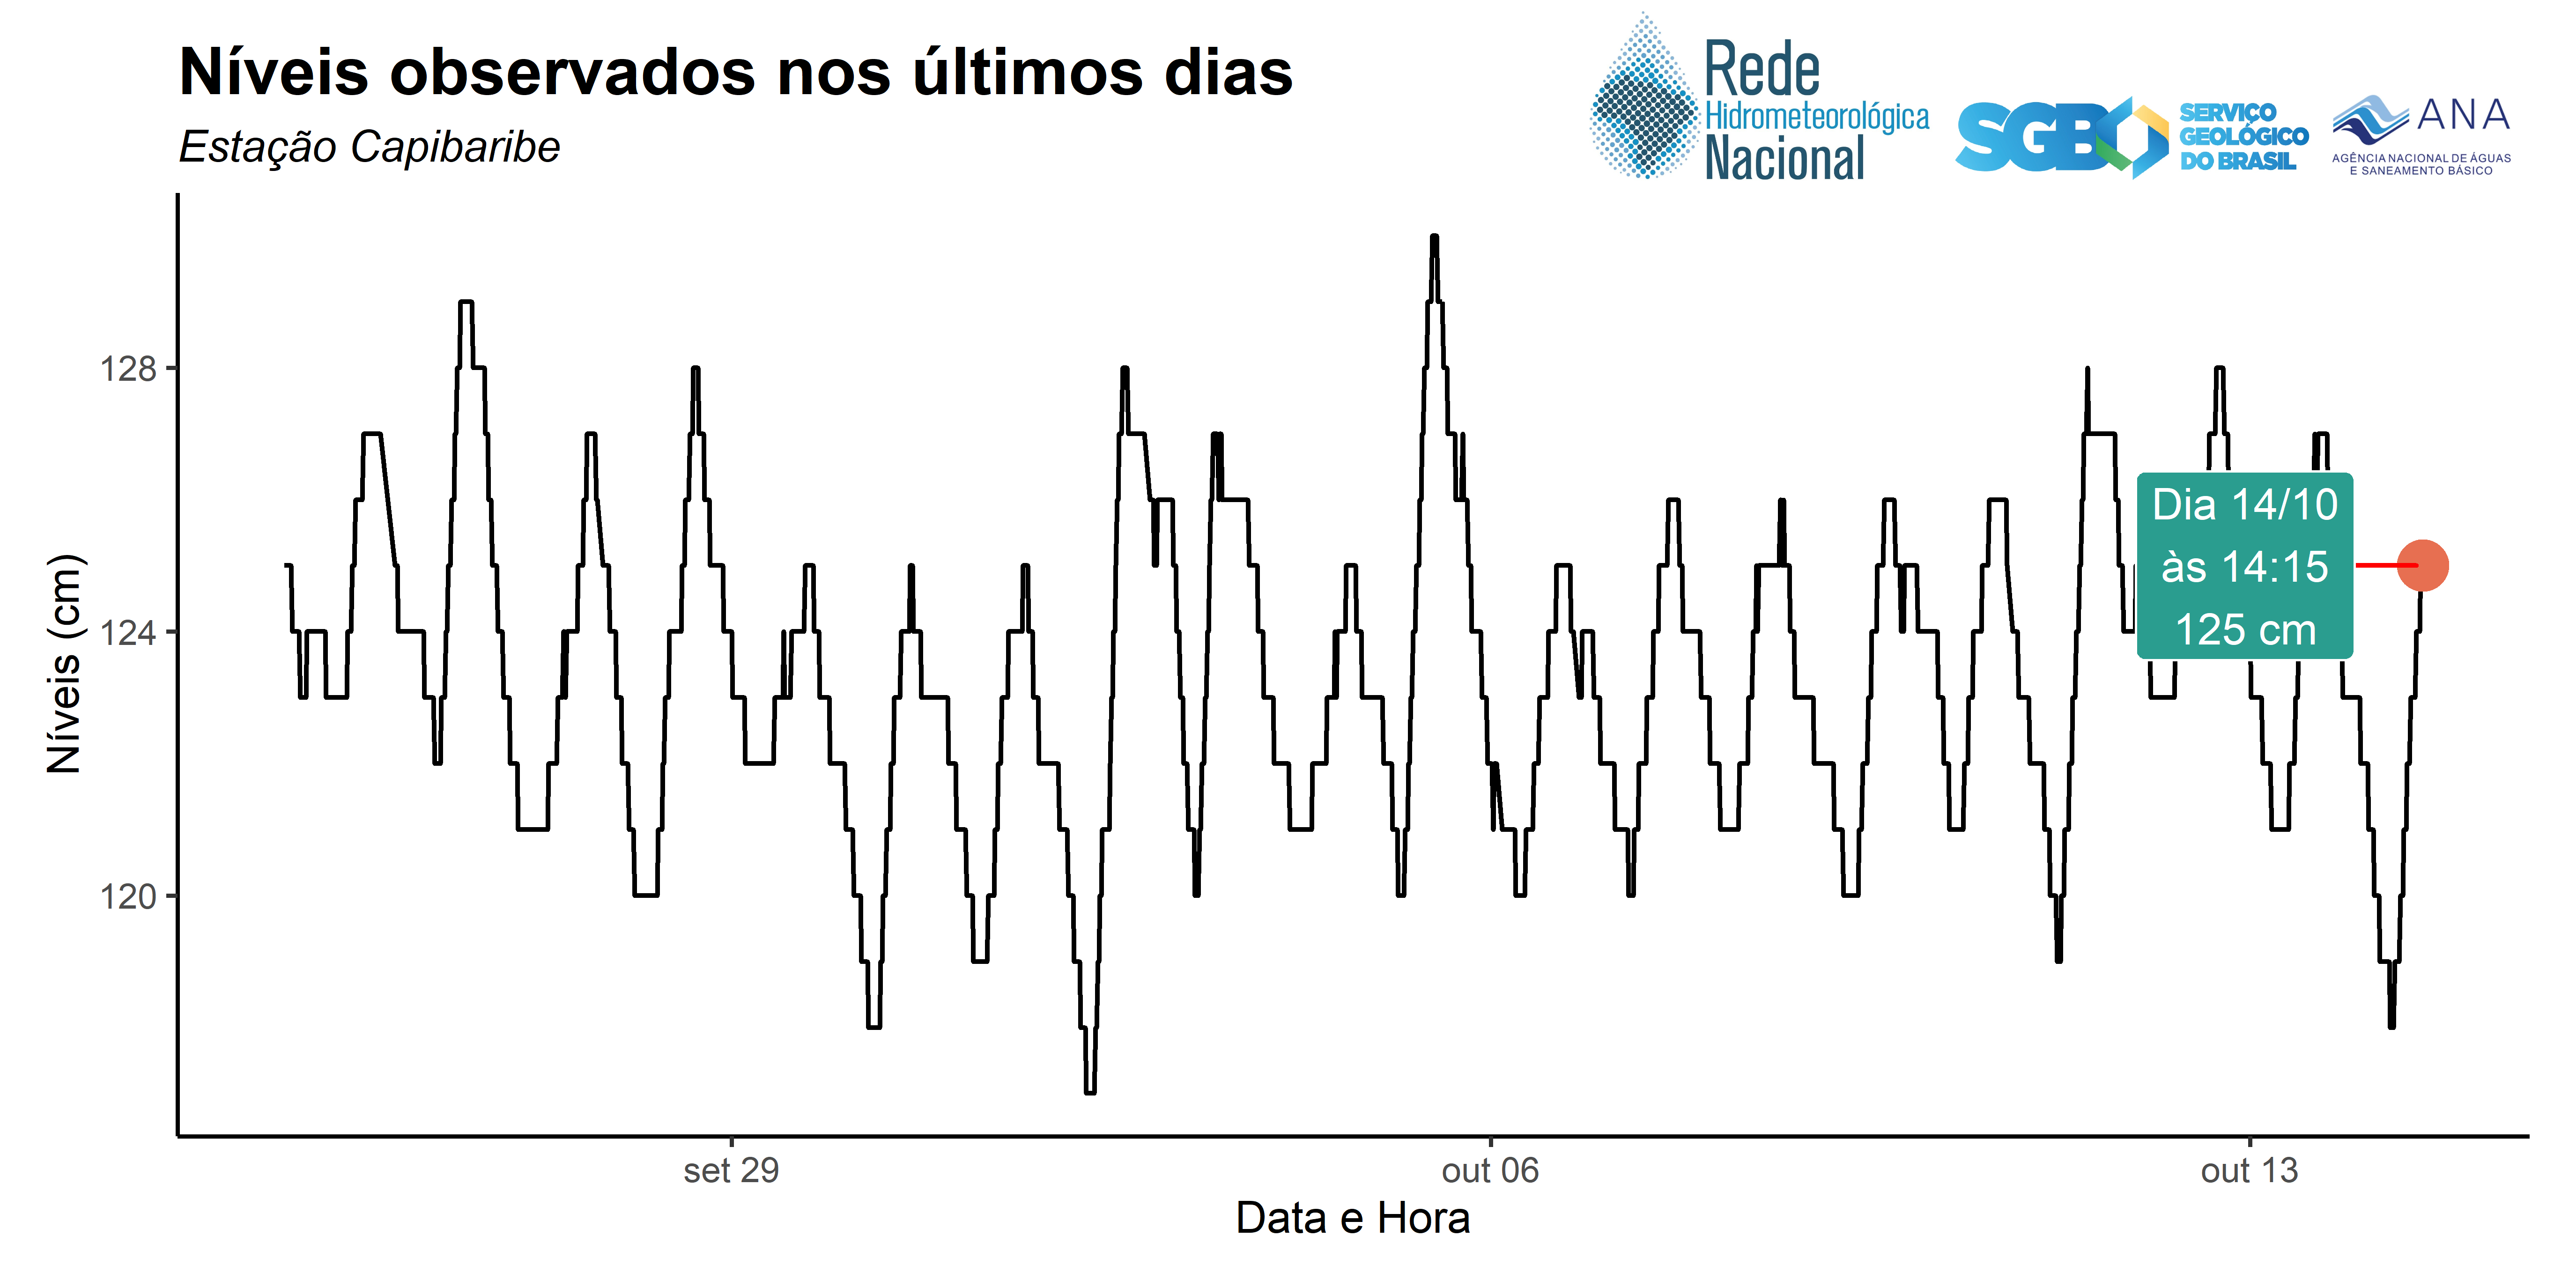 Níveis observados nos últimos dias
Estação Capibaribe
Rede
Hidrometeorológica
Nacional
SGB
SERVIÇO
GEOLÓGICO
DO BRASIL
ANA
AGÊNCIA NACIONAL DE ÁGUAS
E SANEAMENTO BÁSICO
Níveis (cm)
128
124
120
Dia 14/10
às 14:15
125 cm
set 29
out 06
out 13
Data e Hora